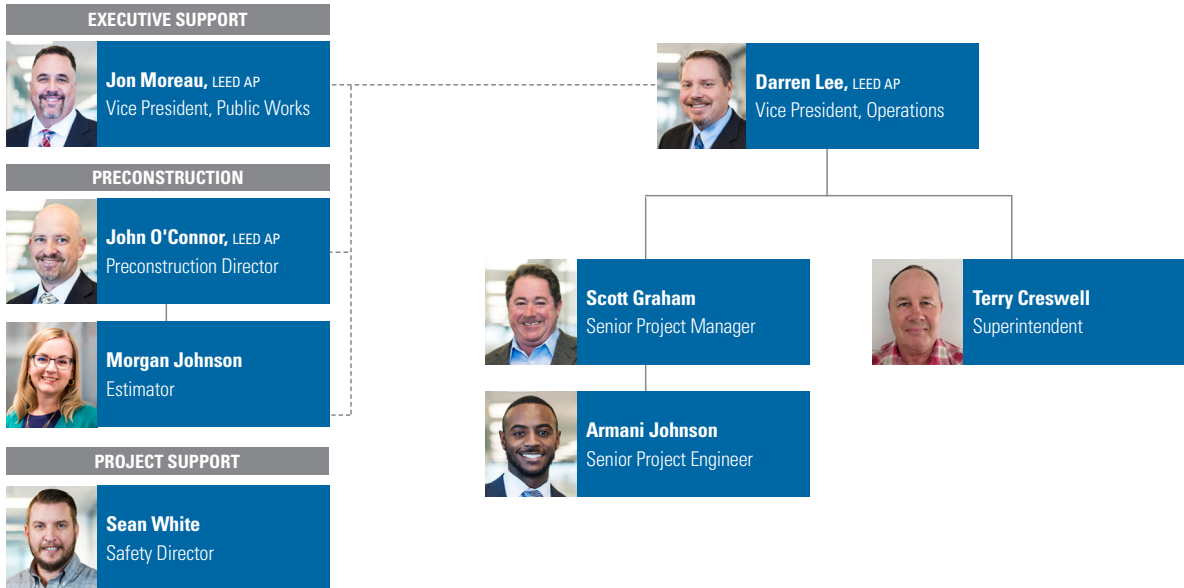 EXECUTIVE SUPPORT
Jon Moreau, LEED AP
Vice President, Public Works
PRECONSTRUCTION
John O'Connor, LEED AP
Preconstruction Director
Morgan Johnson
Estimator
PROJECT SUPPORT
Sean White
Safety Director
Darren Lee, LEED AP
Vice President, Operations
Scott Graham
Senior Project Manager
Armani Johnson
Senior Project Engineer
Terry Creswell
Superintendent